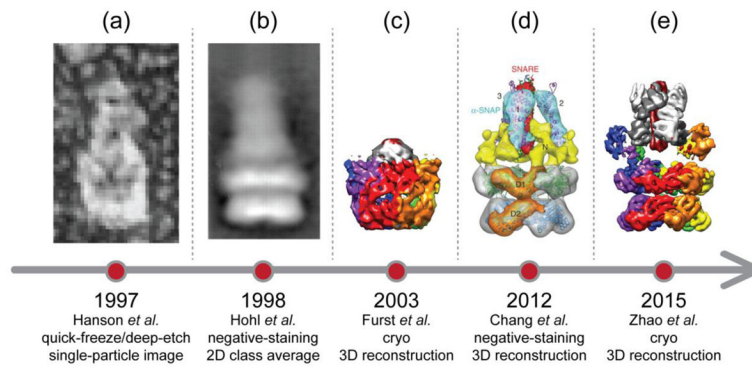 (a)
(b)
(c)
(d)
(e)
SNARE
3
α-SNAP
1
2
N
D1
D2
1997
Hanson et al.
quick-freeze/deep-etch
single-particle image
1998
Hohl et al.
negative-staining
2D class average
2003
Furst et al.
cryo
3D reconstruction
2012
Chang et al.
negative-staining
3D reconstruction
2015
Zhao et al.
cryo
3D reconstruction